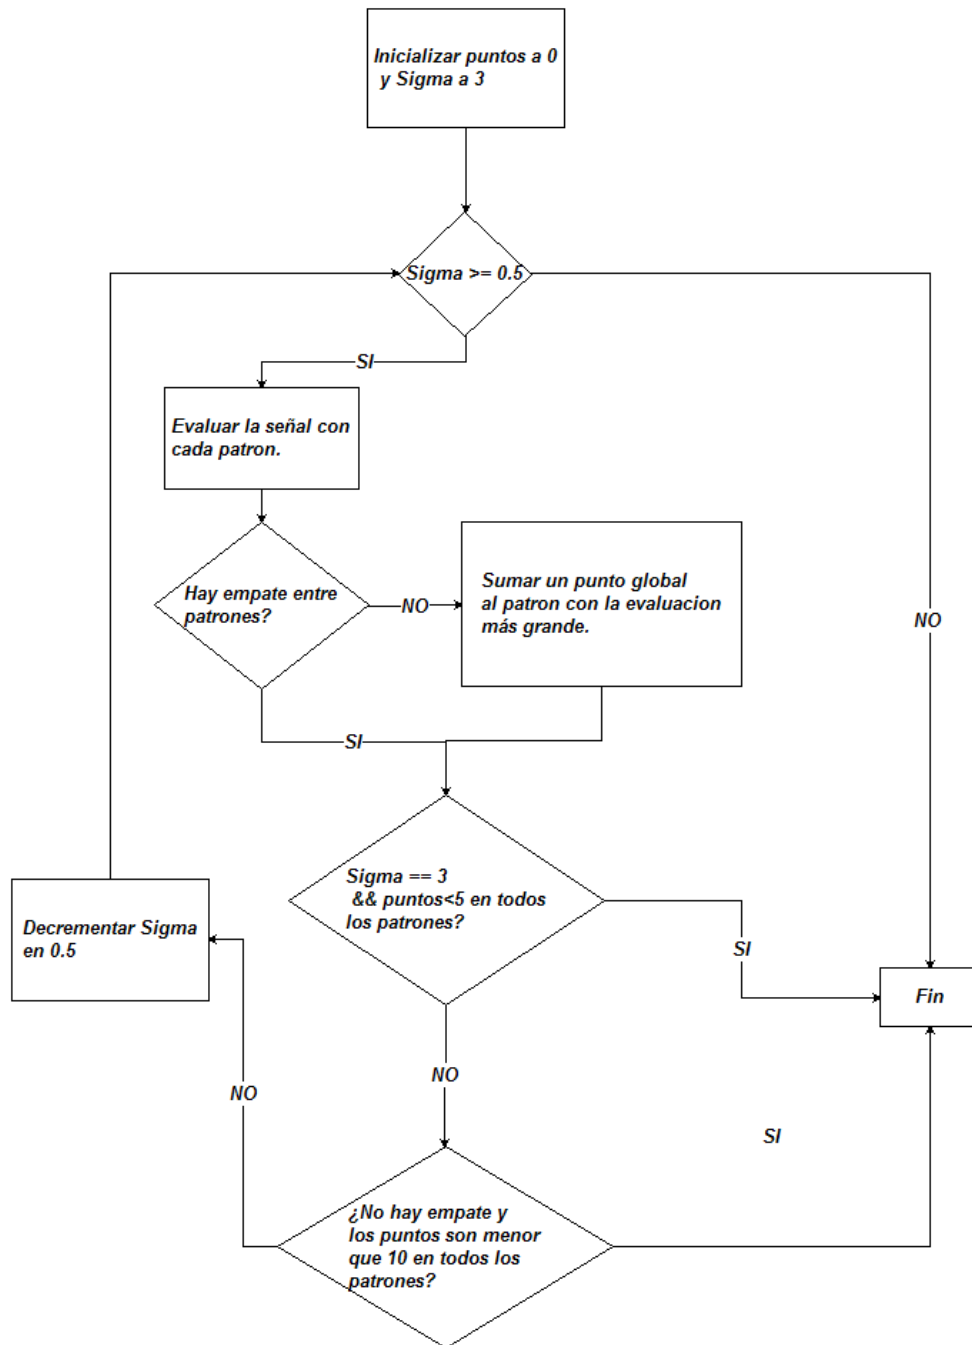 Inicializar puntos a 0
y Sigma a 3
Sigma >= 0.5
SI
Evaluar la señal con
cada patron.
Hay empate entre
patrones?
NO
Sumar un punto global
al patron con la evaluacion
más grande.
NO
SI
Sigma == 3
&& puntos<5 en todos
los patrones?
Decrementar Sigma
en 0.5
SI
Fin
NO
NO
SI
¿No hay empate y
los puntos son menor
que 10 en todos los
patrones?